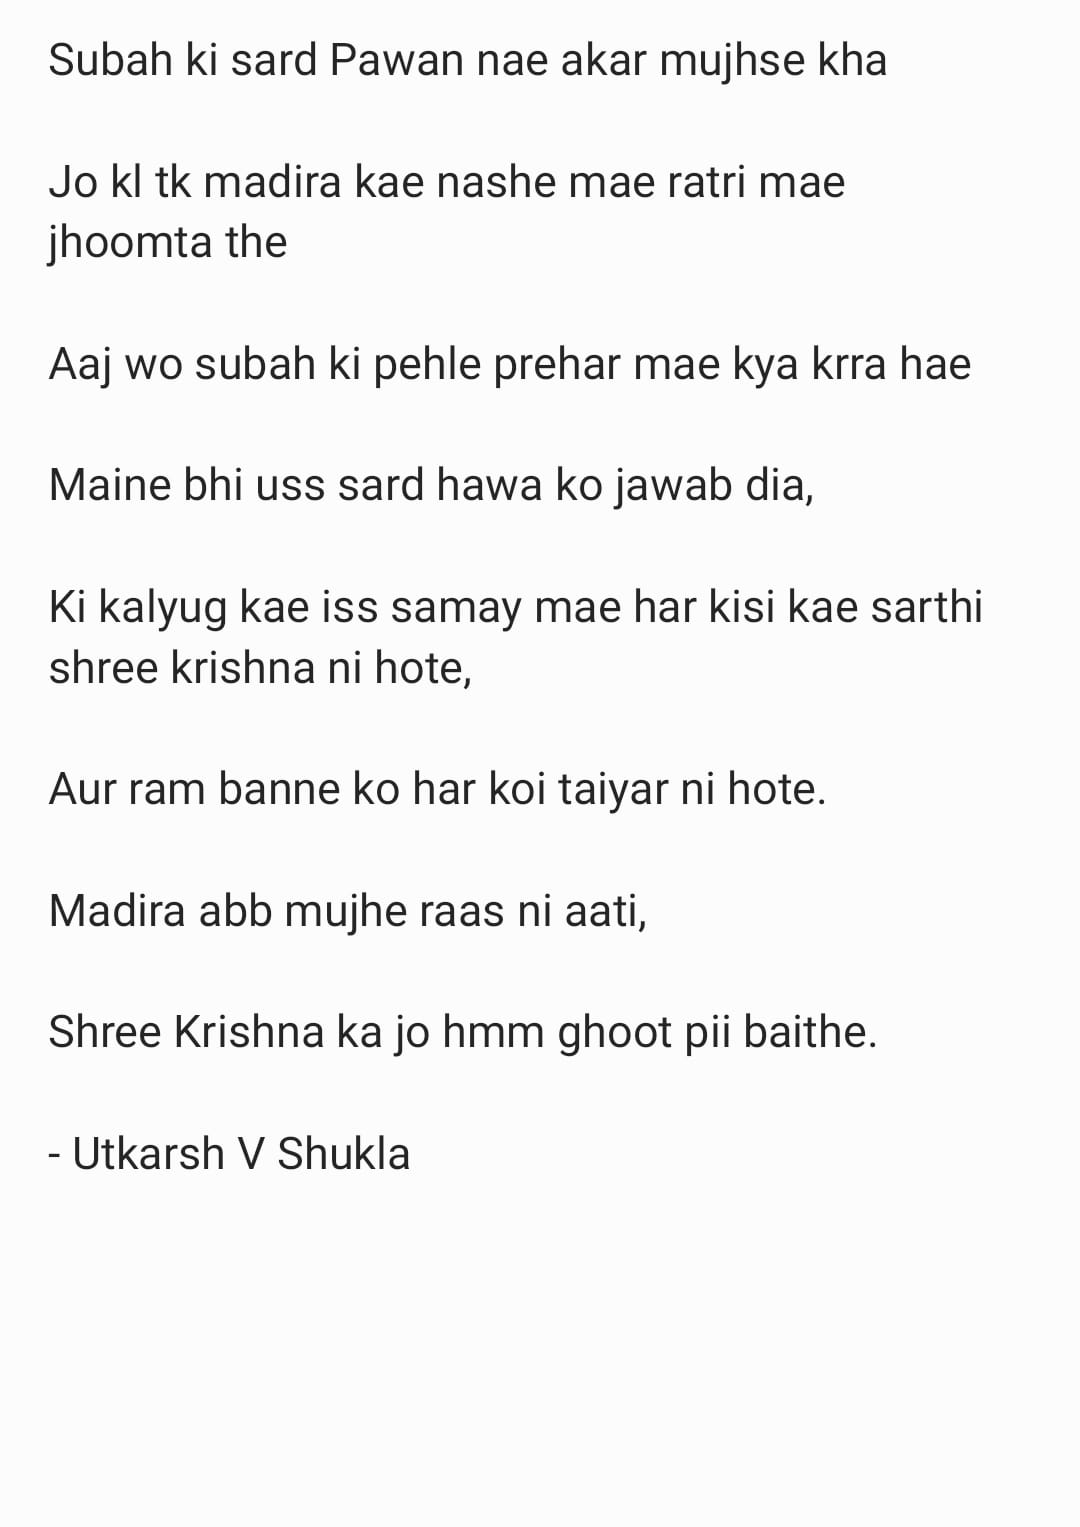 Subah ki sard Pawan nae akar mujhse kha
Jo kl tk madira kae nashe mae ratri mae
jhoomta the
Aaj wo subah ki pehle prehar mae kya krra hae
Maine bhi uss sard hawa ko jawab dia,
Ki kalyug kae iss samay mae har kisi kae sarthi
shree krishna ni hote,
Aur ram banne ko har koi taiyar ni hote.
Madira abb mujhe raas ni aati,
Shree Krishna ka jo hmm ghoot pii baithe.
- Utkarsh V Shukla